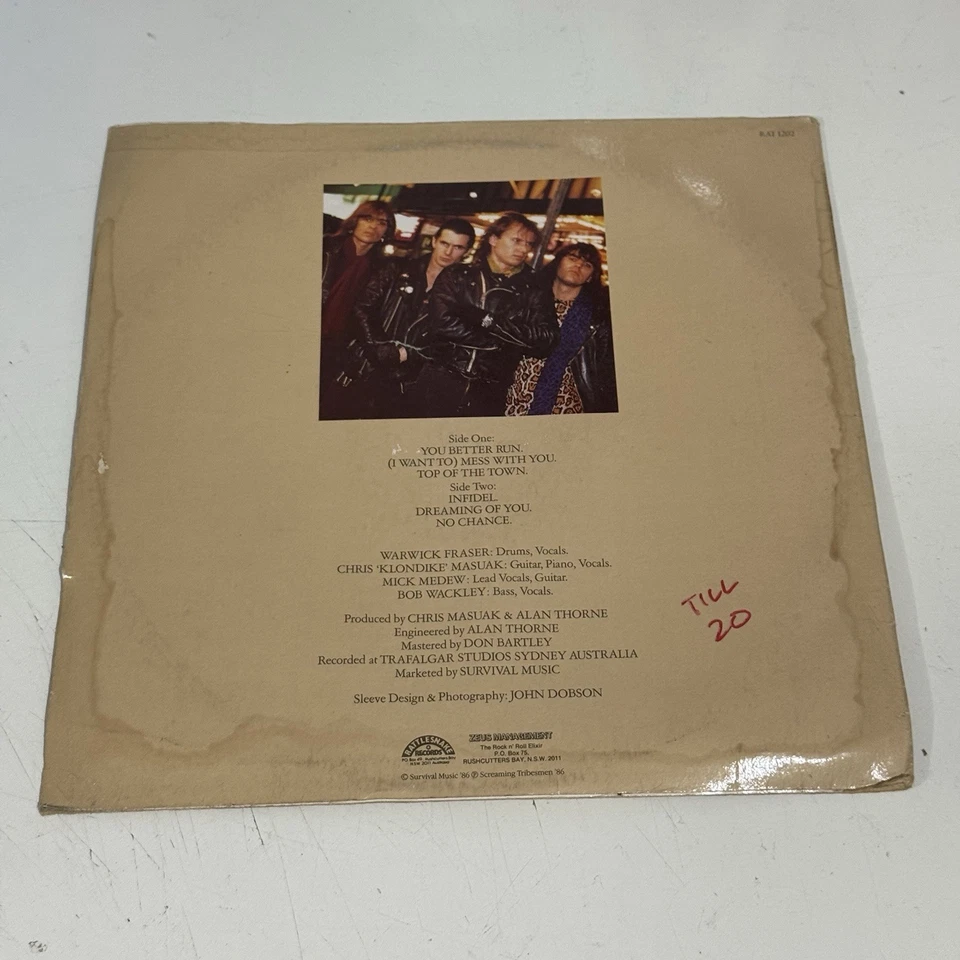 RAT 1202
Side One:
YOU BETTER RUN.
(I WANT TO) MESS WITH YOU.
TOP OF THE TOWN.
Side Two:
INFIDEL.
DREAMING OF YOU.
NO CHANCE.
WARWICK FRASER: Drums, Vocals.
CHRIS 'KLONDIKE' MASUAK: Guitar, Piano, Vocals.
MICK MEDEW: Lead Vocals, Guitar.
BOB WACKLEY: Bass, Vocals.
Produced by CHRIS MASUAK & ALAN THORNE
Engineered by ALAN THORNE
Mastered by DON BARTLEY
Recorded at TRAFALGAR STUDIOS SYDNEY AUSTRALIA
Marketed by SURVIVAL MUSIC
Sleeve Design & Photography: JOHN DOBSON
TILL
20
RATTLESNAKE
RECORDS
ZEUS MANAGEMENT
The Rock n' Roll Elixir
P.O. Box 75,
RUSHCUTTERS BAY, N.S.W. 2011
© Survival Music '86 ℗ Screaming Tribesmen '86